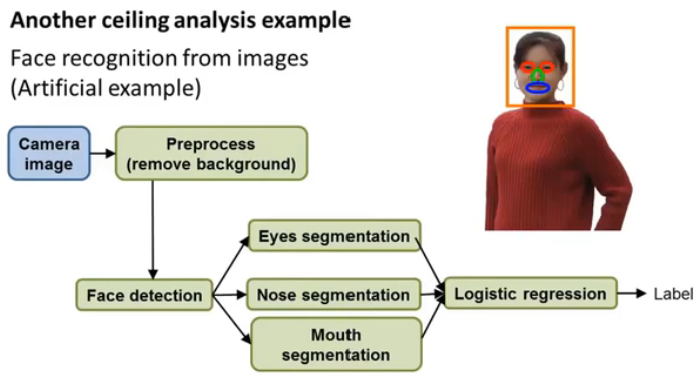 Another ceiling analysis example
Face recognition from images
(Artificial example)
Camera
image
Preprocess
(remove background)
Eyes segmentation
Face detection
Nose segmentation
Logistic regression
Label
Mouth
segmentation